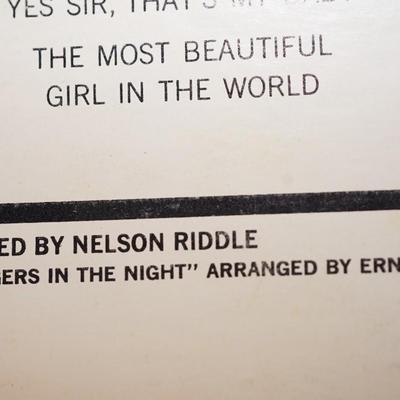 YES SIR, THAT'S MY BABY
THE MOST BEAUTIFUL
GIRL IN THE WORLD
ED BY NELSON RIDDLE
GERS IN THE NIGHT" ARRANGED BY ERN